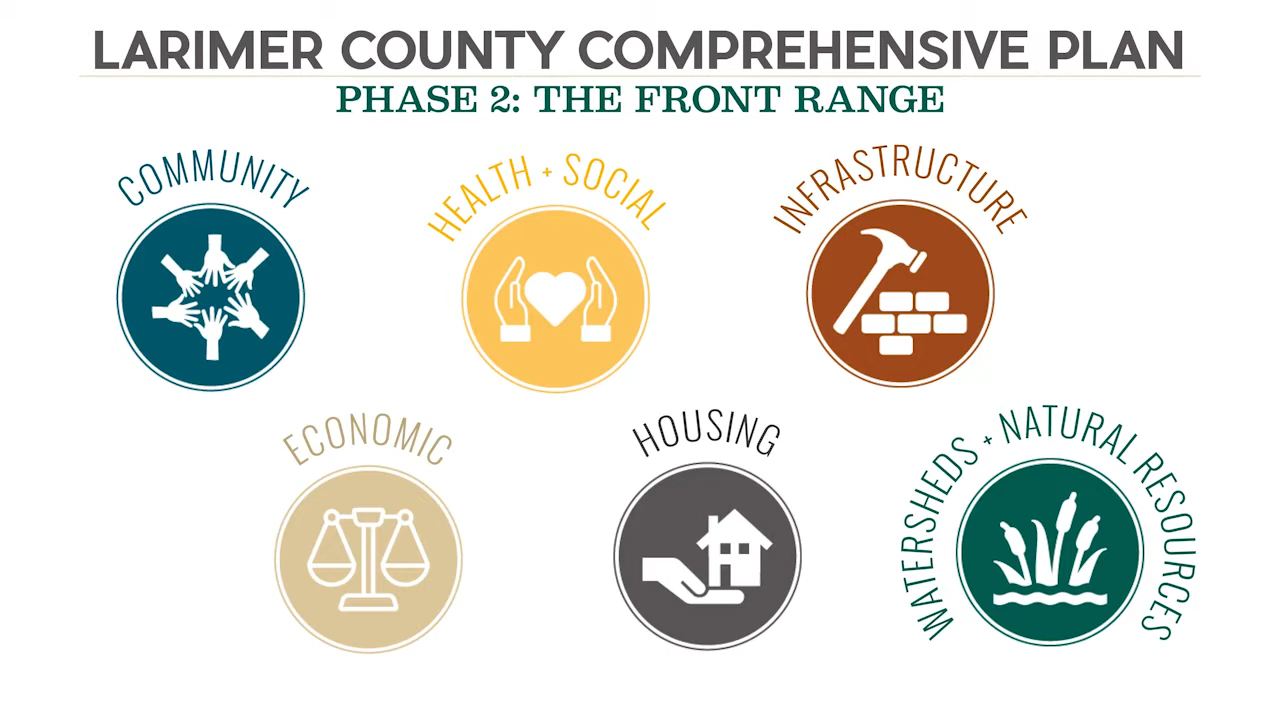 LARIMER COUNTY COMPREHENSIVE PLAN
PHASE 2: THE FRONT RANGE
COMMUNITY
HEALTH + SOCIAL
INFRASTRUCTURE
ECONOMIC
HOUSING
WATERSHEDS + NATURAL RESOURCES